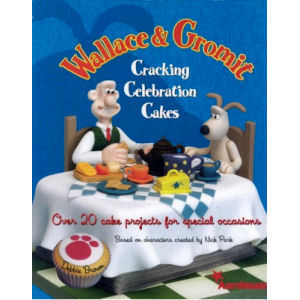 Wallace & Gromit
Cracking
Celebration
Cakes
Over 20 cake projects for special occasions
Based on characters created by Nick Park
Debbie Brown